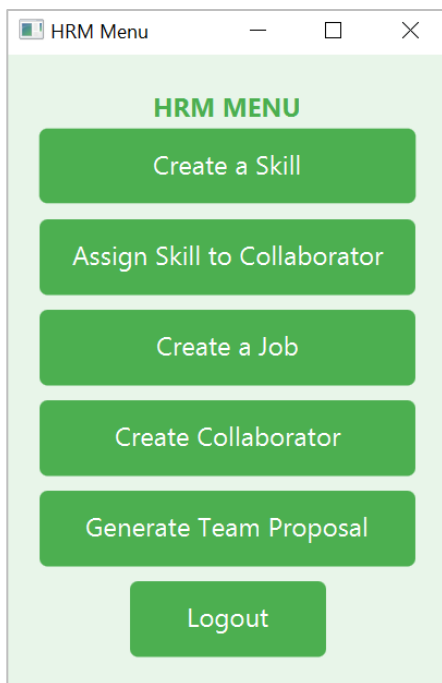 HRM Menu
HRM MENU
Create a Skill
Assign Skill to Collaborator
Create a Job
Create Collaborator
Generate Team Proposal
Logout